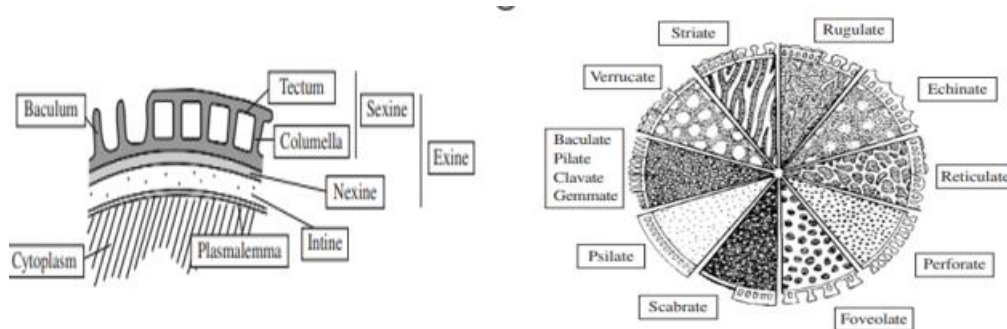 Baculum
Tectum
Columella
Sexine
Exine
Nexine
Intine
Plasmalemma
Cytoplasm
Striate
Rugulate
Verrucate
Echinate
Baculate
Pilate
Clavate
Gemmate
Reticulate
Psilate
Perforate
Scabrate
Foveolate